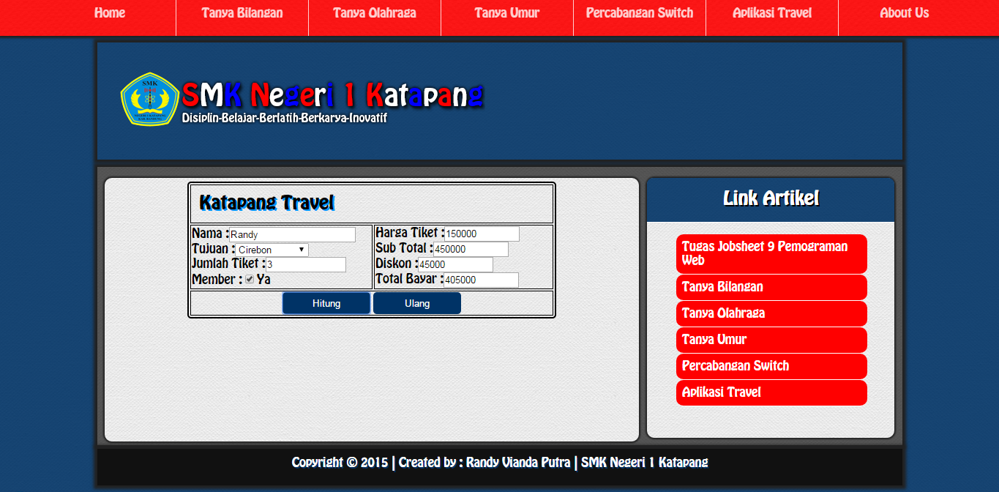 Home Tanya Bilangan Tanya Olahraga Tanya Umur Percabangan Switch Aplikasi Travel About Us
SMK
SMK Negeri 1 Katapang
Disiplin-Belajar-Berlatih-Berkarya-Inovatif
Katapang Travel
Nama : Randy
Tujuan : Cirebon
Jumlah Tiket : 3
Member : Ya
Harga Tiket : 150000
Sub Total : 450000
Diskon : 45000
Total Bayar : 405000
Hitung Ulang
Link Artikel
Tugas Jobsheet 9 Pemograman
Web
Tanya Bilangan
Tanya Olahraga
Tanya Umur
Percabangan Switch
Aplikasi Travel
Copyright © 2015 | Created by : Randy Vianda Putra | SMK Negeri 1 Katapang